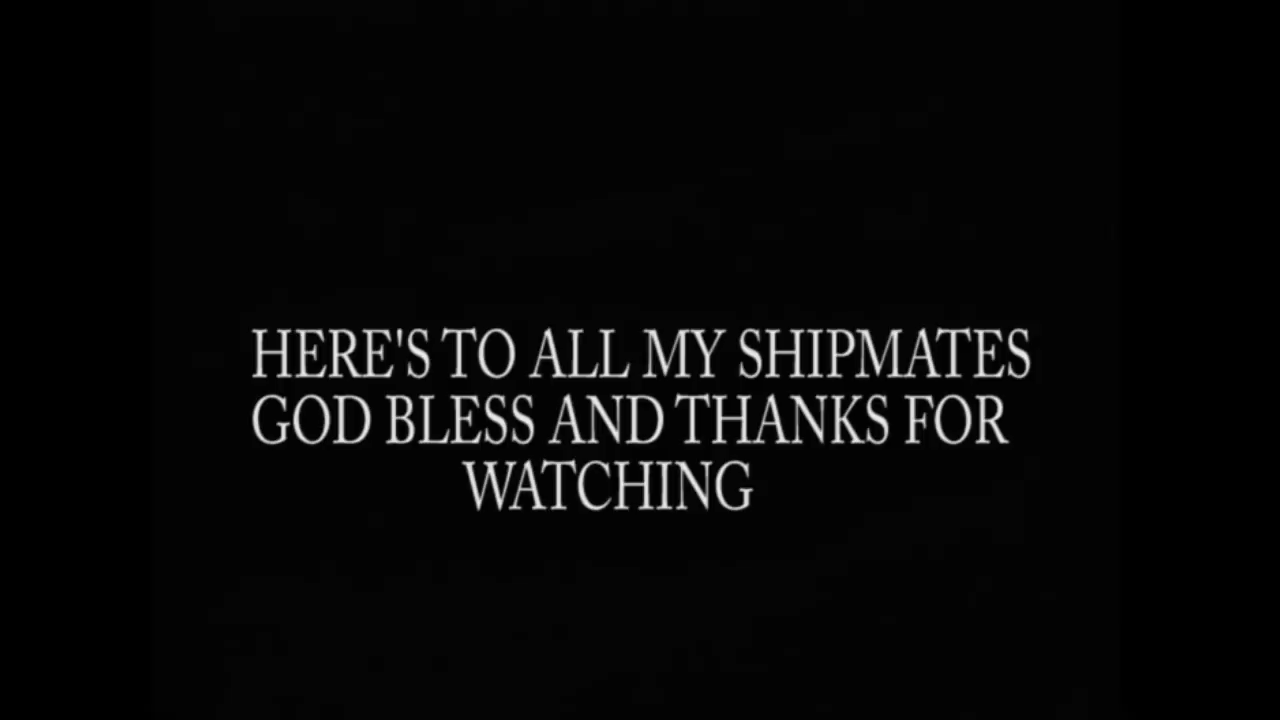 HERE'S TO ALL MY SHIPMATES
GOD BLESS AND THANKS FOR
WATCHING